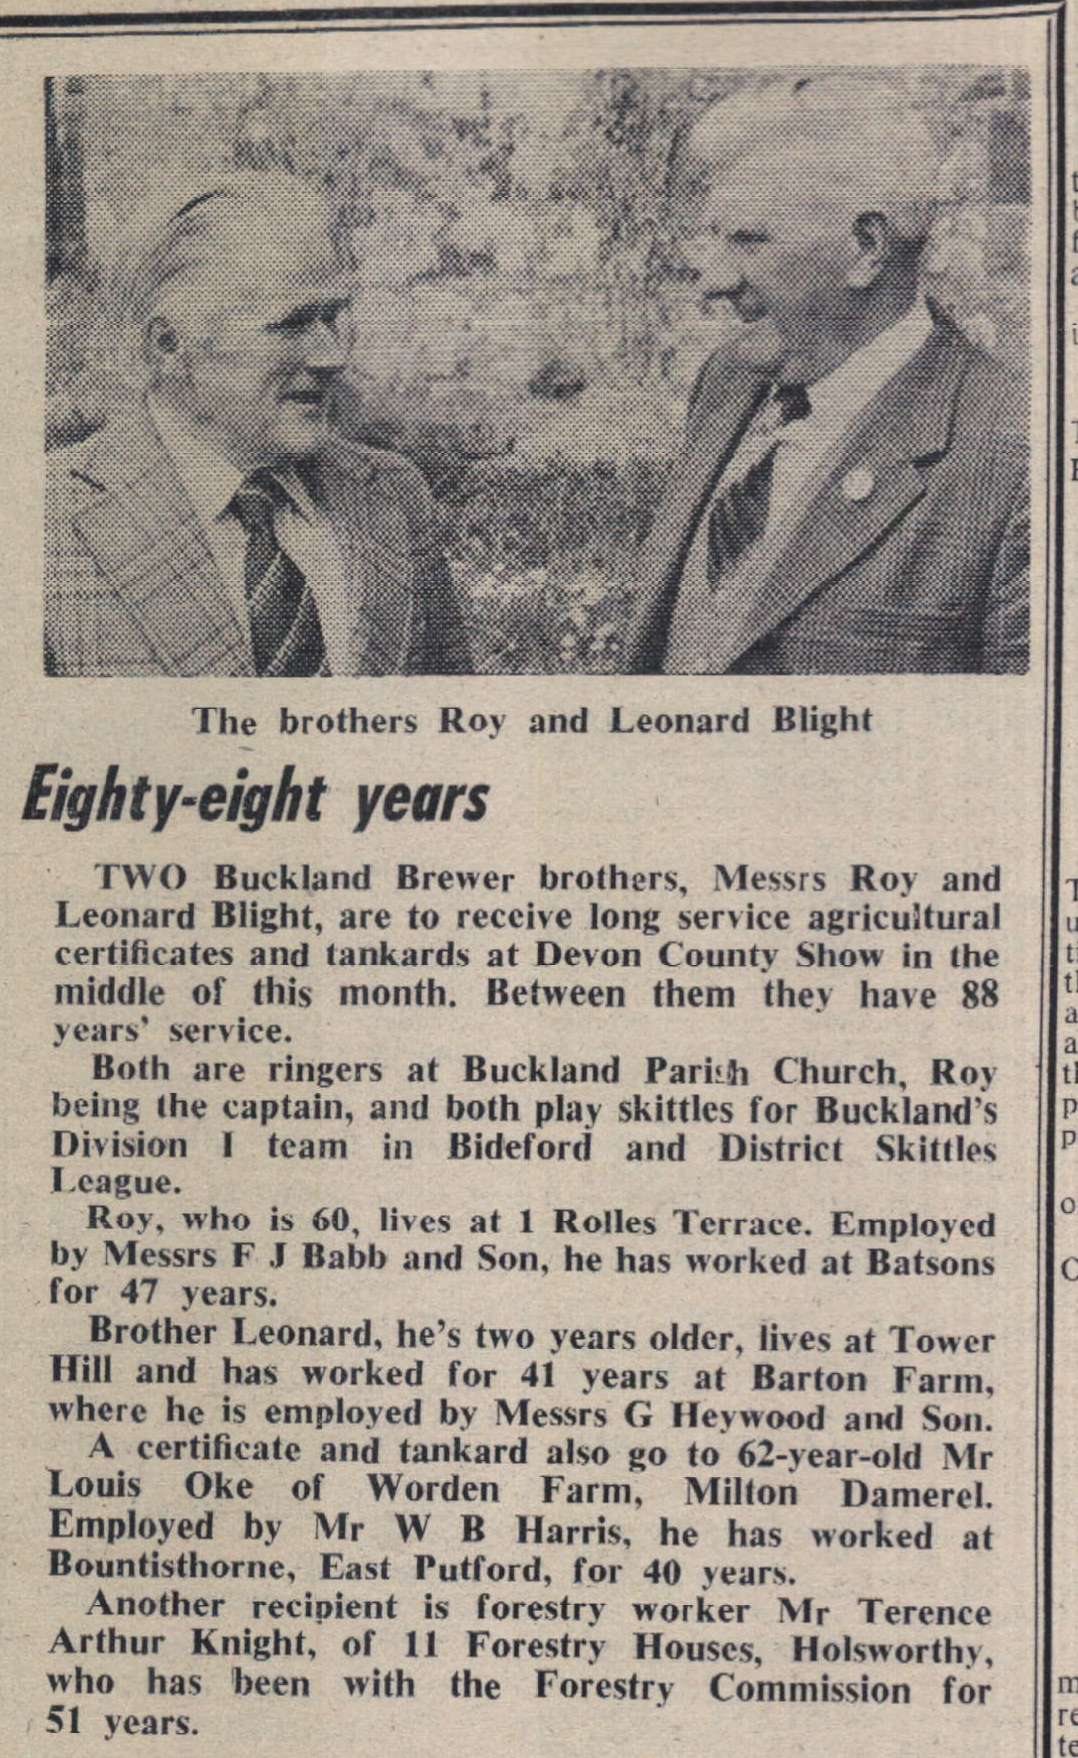 The brothers Roy and Leonard Blight
Eighty-eight years
TWO Buckland Brewer brothers, Messrs Roy and
Leonard Blight, are to receive long service agricultural
certificates and tankards at Devon County Show in the
middle of this month. Between them they have 88
years' service.
Both are ringers at Buckland Parish Church, Roy
being the captain, and both play skittles for Buckland's
Division I team in Bideford and District Skittles
League.
Roy, who is 60, lives at 1 Rolles Terrace. Employed
by Messrs F J Babb and Son, he has worked at Batsons
for 47 years.
Brother Leonard, he's two years older, lives at Tower
Hill and has worked for 41 years at Barton Farm,
where he is employed by Messrs G Heywood and Son.
A certificate and tankard also go to 62-year-old Mr
Louis Oke of Worden Farm, Milton Damerel.
Employed by Mr W B Harris, he has worked at
Bountisthorne, East Putford, for 40 years.
Another recipient is forestry worker Mr Terence
Arthur Knight, of 11 Forestry Houses, Holsworthy,
who has been with the Forestry Commission for
51 years.